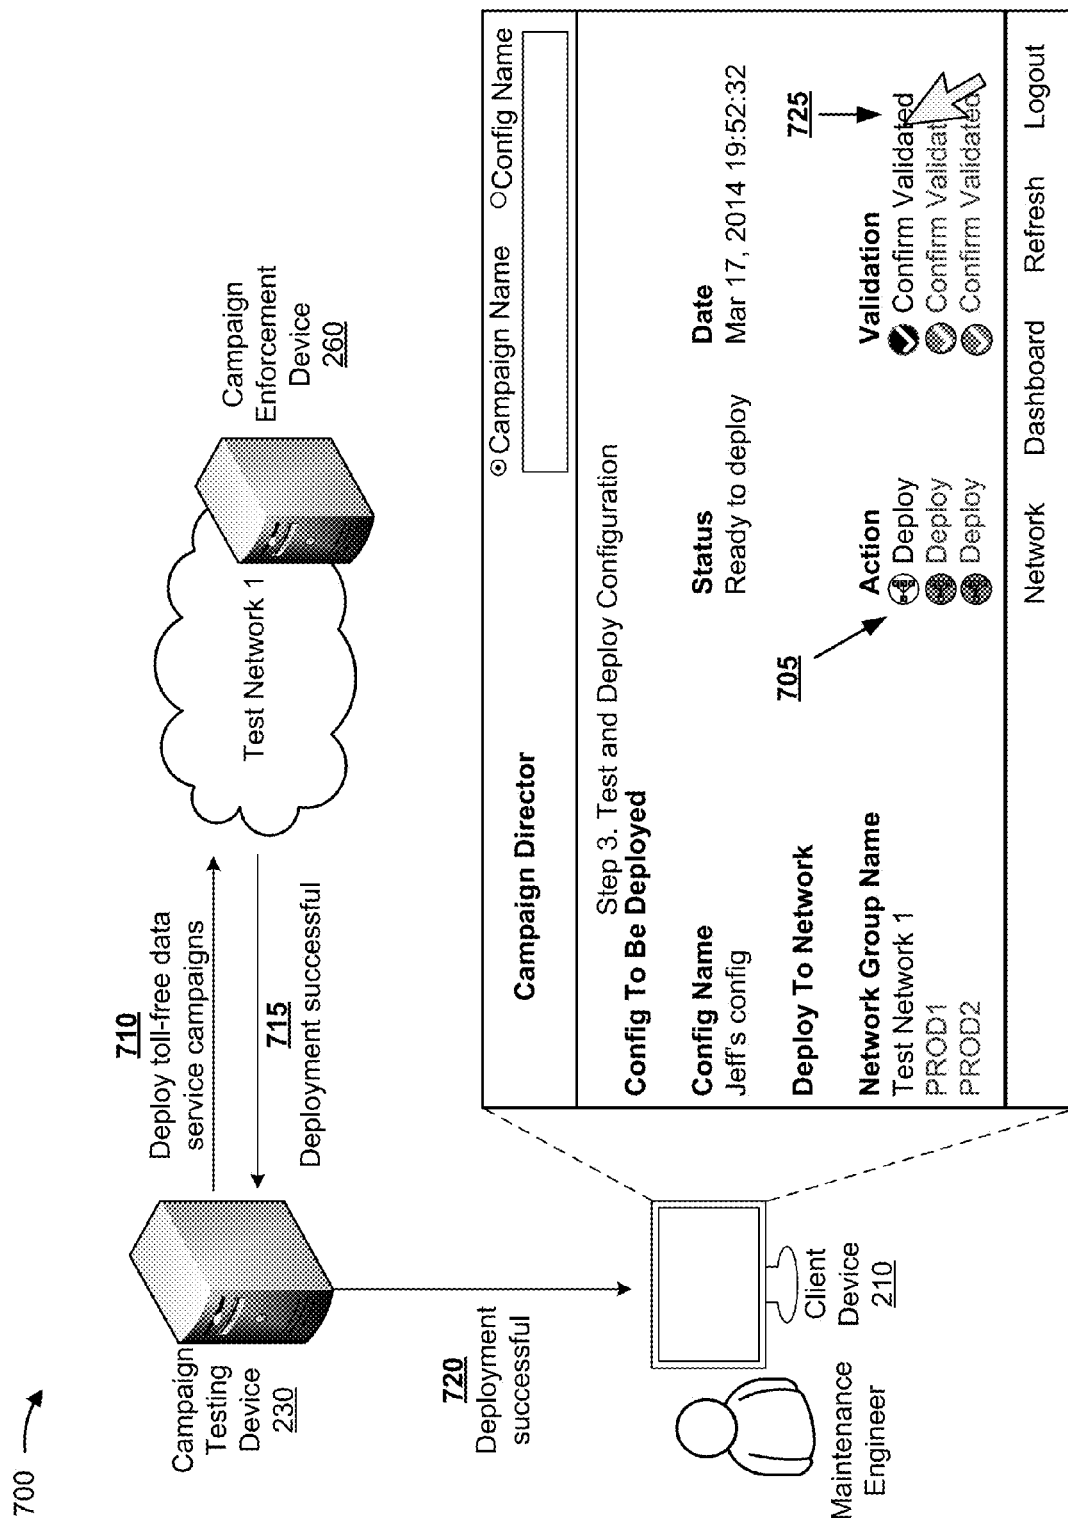 700
Campaign
Testing
Device
230
710
Deploy toll-free data
service campaigns
715
Deployment successful
Test Network 1
Campaign
Enforcement
Device
260
720
Deployment
successful
Maintenance
Engineer
Client
Device
210
Campaign Director
Campaign Name Config Name
Step 3. Test and Deploy Configuration
Config To Be Deployed
Config Name Status Date
Jeff's config Ready to deploy Mar 17, 2014 19:52:32
Deploy To Network
705
725
Network Group Name Action Validation
Test Network 1 Deploy Confirm Validated
PROD1 Deploy Confirm Validat
PROD2 Deploy Confirm Validated
Network Dashboard Refresh Logout